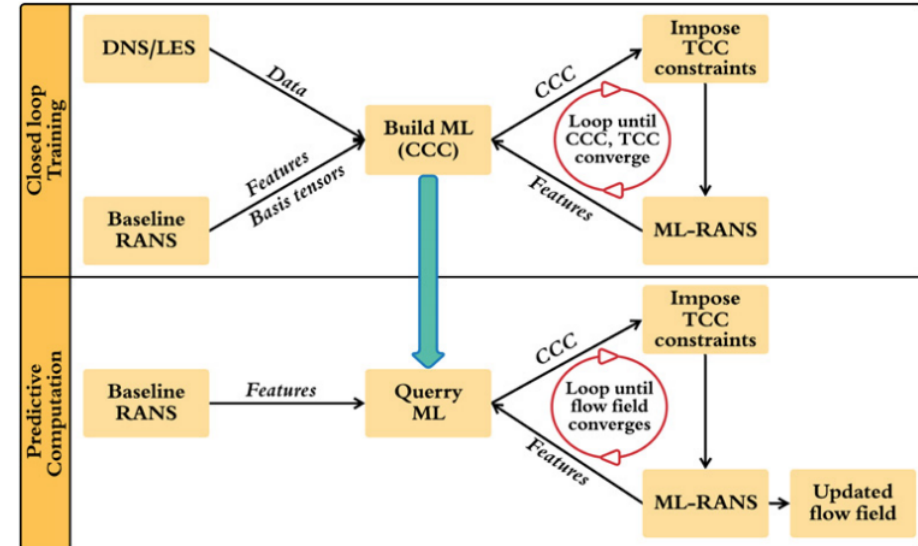 Closed loop
Training
DNS/LES
Data
Features
Basis tensors
Baseline
RANS
Build ML
(CCC)
CCC
Impose
TCC
constraints
Loop until
CCC, TCC
converge
Features
ML-RANS
Predictive
Computation
Baseline
RANS
Features
Querry
ML
CCC
Impose
TCC
constraints
Loop until
flow field
converges
Features
ML-RANS
Updated
flow field